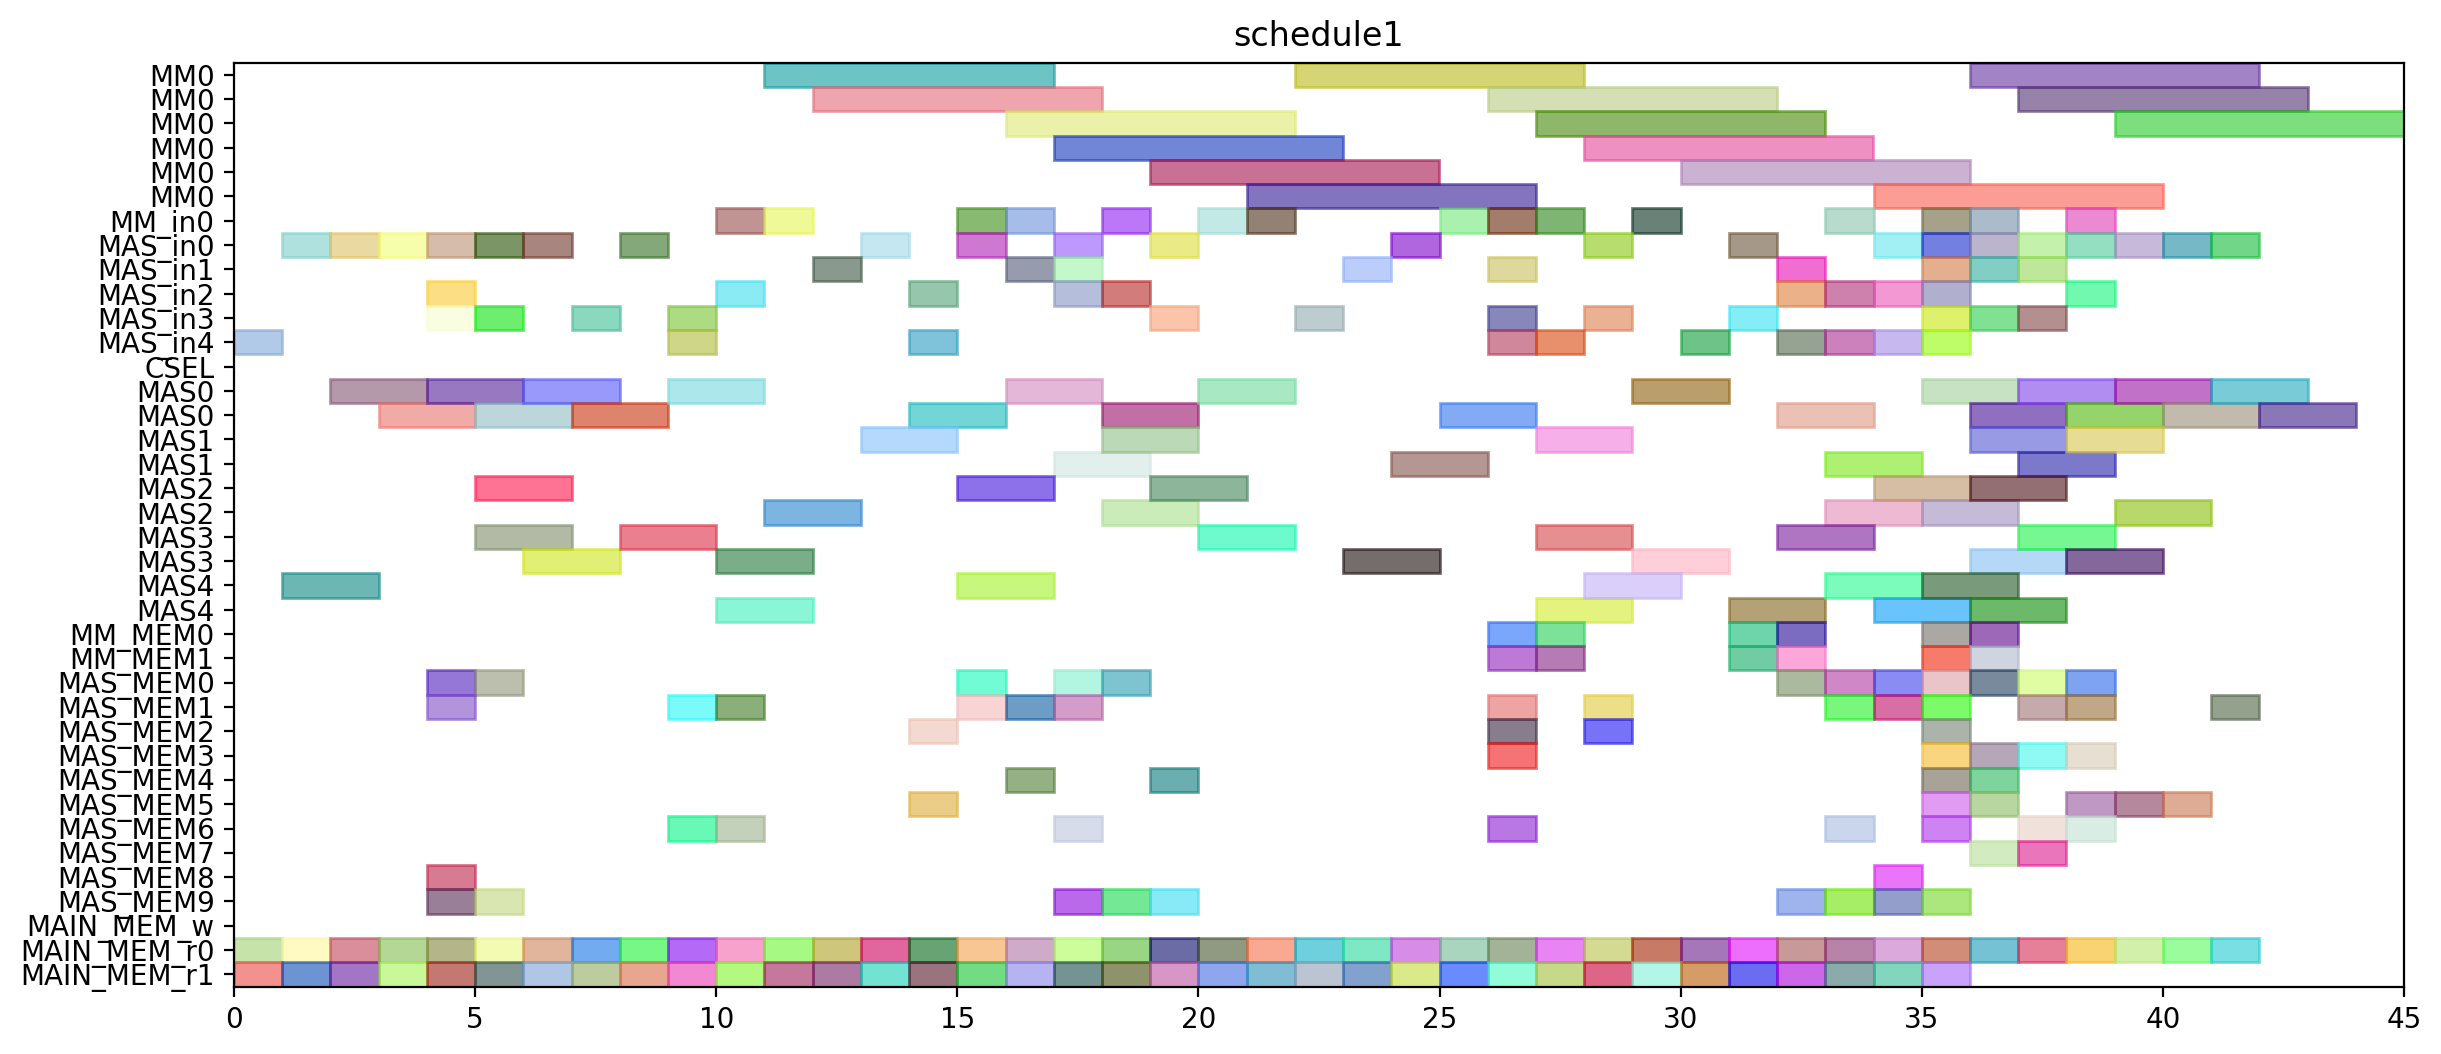 schedule1
MM0
MM0
MM0
MM0
MM0
MM0
MM_in0
MAS_in0
MAS_in1
MAS_in2
MAS_in3
MAS_in4
CSEL
MAS0
MAS0
MAS1
MAS1
MAS2
MAS2
MAS3
MAS3
MAS4
MAS4
MM_MEM0
MM_MEM1
MAS_MEM0
MAS_MEM1
MAS_MEM2
MAS_MEM3
MAS_MEM4
MAS_MEM5
MAS_MEM6
MAS_MEM7
MAS_MEM8
MAS_MEM9
MAIN_MEM_w
MAIN_MEM_r0
MAIN_MEM_r1
0 5 10 15 20 25 30 35 40 45